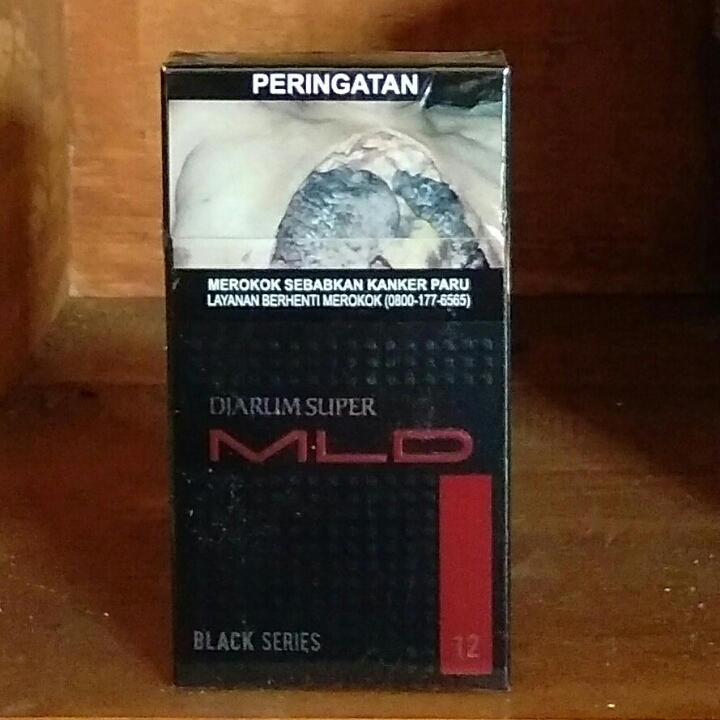 PERINGATAN
MEROKOK SEBABKAN KANKER PARU
LAYANAN BERHENTI MEROKOK (0800-177-6565)
DJARUM SUPER
MLD
BLACK SERIES
12